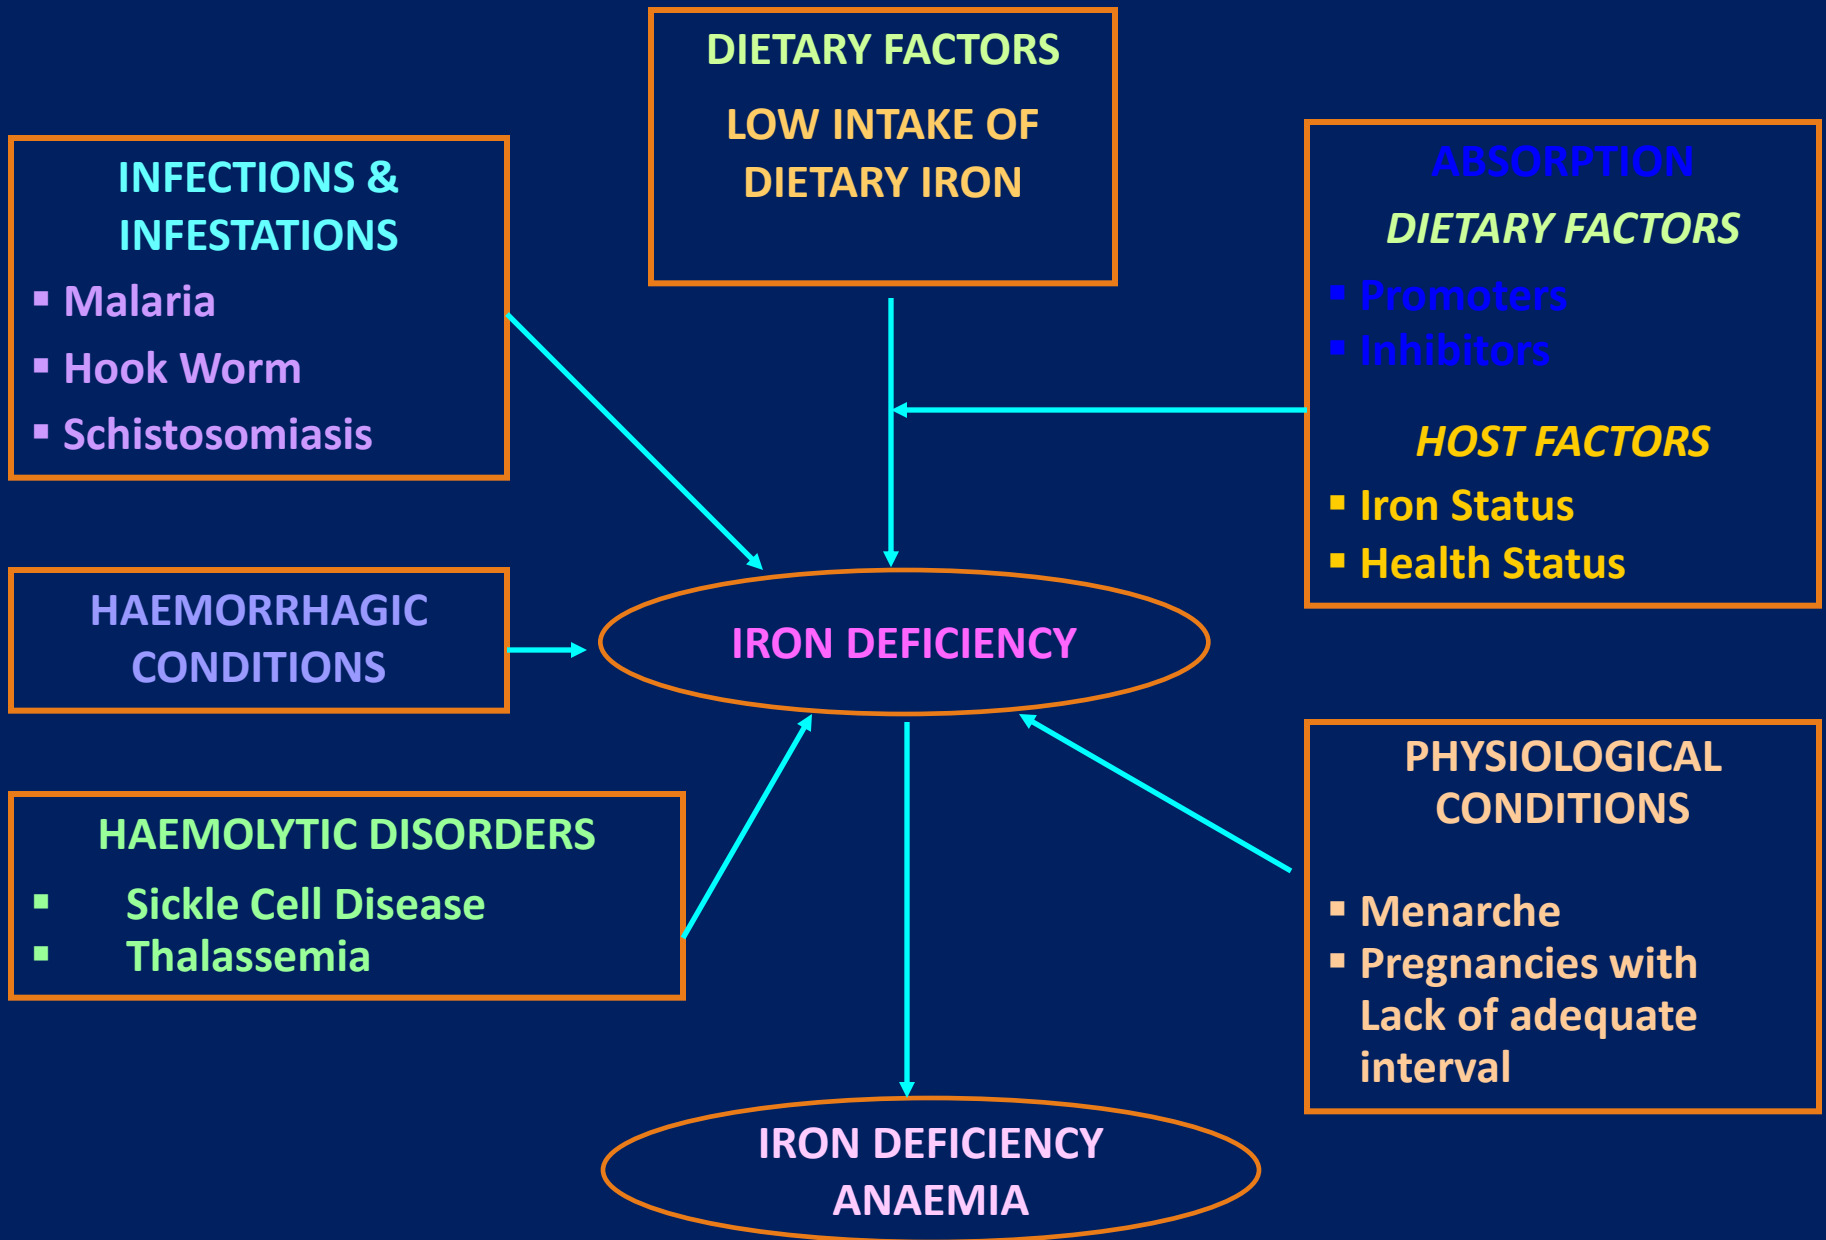 DIETARY FACTORS
LOW INTAKE OF
DIETARY IRON
INFECTIONS &
INFESTATIONS
▪ Malaria
▪ Hook Worm
▪ Schistosomiasis
ABSORPTION
DIETARY FACTORS
▪ Promoters
▪ Inhibitors
HOST FACTORS
▪ Iron Status
▪ Health Status
HAEMORRHAGIC
CONDITIONS
IRON DEFICIENCY
HAEMOLYTIC DISORDERS
▪ Sickle Cell Disease
▪ Thalassemia
PHYSIOLOGICAL
CONDITIONS
▪ Menarche
▪ Pregnancies with
Lack of adequate
interval
IRON DEFICIENCY
ANAEMIA